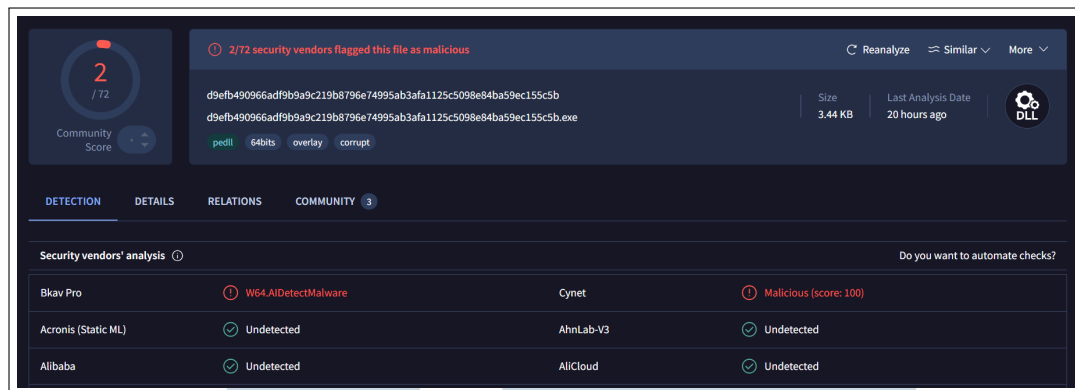 2
/ 72
Community
Score
2/72 security vendors flagged this file as malicious
Reanalyze
Similar
More
d9efb490966adf9b9a9c219b8796e74995ab3afa1125c5098e84ba59ec155c5b
d9efb490966adf9b9a9c219b8796e74995ab3afa1125c5098e84ba59ec155c5b.exe
pedll
64bits
overlay
corrupt
Size
3.44 KB
Last Analysis Date
20 hours ago
DLL
DETECTION
DETAILS
RELATIONS
COMMUNITY 3
Security vendors' analysis
Do you want to automate checks?
Bkav Pro
W64.AIDetectMalware
Cynet
Malicious (score: 100)
Acronis (Static ML)
Undetected
AhnLab-V3
Undetected
Alibaba
Undetected
AliCloud
Undetected